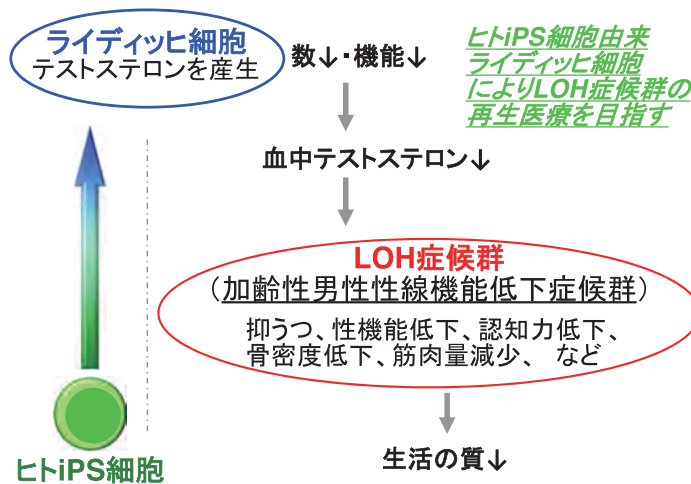 ライディッヒ細胞
テストステロンを産生
数↓・機能↓
ヒトiPS細胞由来
ライディッヒ細胞
によりLOH症候群の
再生医療を目指す
血中テストステロン↓
LOH症候群
（加齢性男性性線機能低下症候群）
抑うつ、性機能低下、認知力低下、
骨密度低下、筋肉量減少、 など
生活の質↓
ヒトiPS細胞